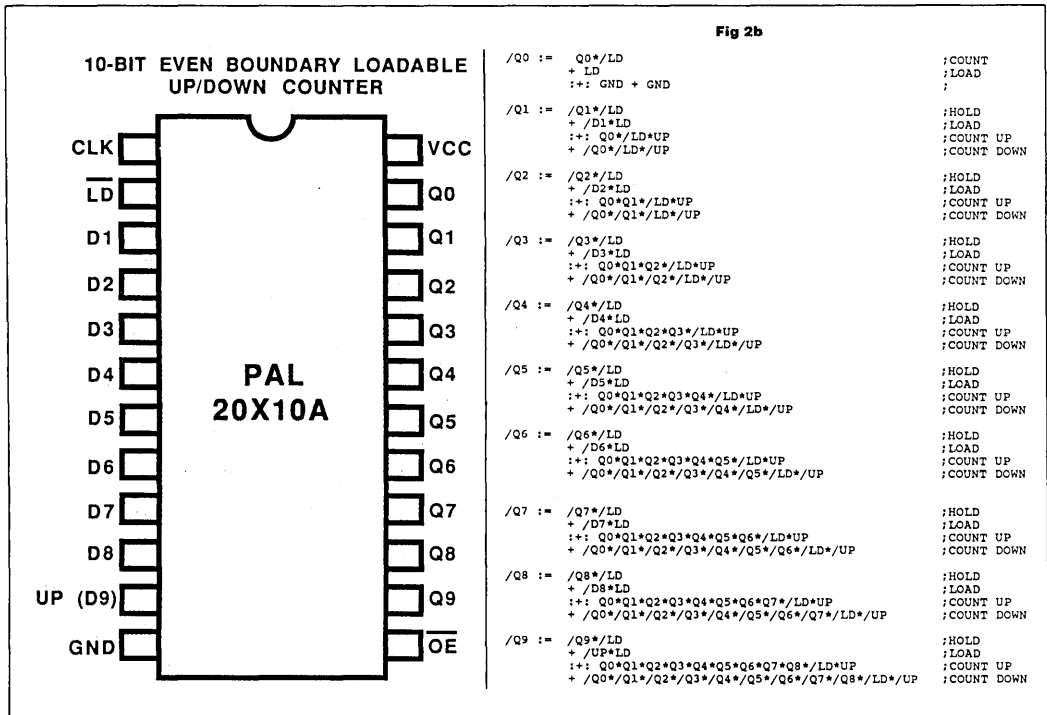 Fig 2b
10-BIT EVEN BOUNDARY LOADABLE
UP/DOWN COUNTER
CLK
LD
D1
D2
D3
D4
D5
D6
D7
D8
UP (D9)
GND
PAL
20X10A
VCC
Q0
Q1
Q2
Q3
Q4
Q5
Q6
Q7
Q8
Q9
OE
/Q0 := Q0*/LD ;COUNT
+ LD ;LOAD
:+: GND + GND ;
/Q1 := /Q1*/LD ;HOLD
+ /D1*LD ;LOAD
:+: Q0*/LD*UP ;COUNT UP
+ /Q0*/LD*/UP ;COUNT DOWN
/Q2 := /Q2*/LD ;HOLD
+ /D2*LD ;LOAD
:+: Q0*Q1*/LD*UP ;COUNT UP
+ /Q0*/Q1*/LD*/UP ;COUNT DOWN
/Q3 := /Q3*/LD ;HOLD
+ /D3*LD ;LOAD
:+: Q0*Q1*Q2*/LD*UP ;COUNT UP
+ /Q0*/Q1*/Q2*/LD*/UP ;COUNT DOWN
/Q4 := /Q4*/LD ;HOLD
+ /D4*LD ;LOAD
:+: Q0*Q1*Q2*Q3*/LD*UP ;COUNT UP
+ /Q0*/Q1*/Q2*/Q3*/LD*/UP ;COUNT DOWN
/Q5 := /Q5*/LD ;HOLD
+ /D5*LD ;LOAD
:+: Q0*Q1*Q2*Q3*Q4*/LD*UP ;COUNT UP
+ /Q0*/Q1*/Q2*/Q3*/Q4*/LD*/UP ;COUNT DOWN
/Q6 := /Q6*/LD ;HOLD
+ /D6*LD ;LOAD
:+: Q0*Q1*Q2*Q3*Q4*Q5*/LD*UP ;COUNT UP
+ /Q0*/Q1*/Q2*/Q3*/Q4*/Q5*/LD*/UP ;COUNT DOWN
/Q7 := /Q7*/LD ;HOLD
+ /D7*LD ;LOAD
:+: Q0*Q1*Q2*Q3*Q4*Q5*Q6*/LD*UP ;COUNT UP
+ /Q0*/Q1*/Q2*/Q3*/Q4*/Q5*/Q6*/LD*/UP ;COUNT DOWN
/Q8 := /Q8*/LD ;HOLD
+ /D8*LD ;LOAD
:+: Q0*Q1*Q2*Q3*Q4*Q5*Q6*Q7*/LD*UP ;COUNT UP
+ /Q0*/Q1*/Q2*/Q3*/Q4*/Q5*/Q6*/Q7*/LD*/UP ;COUNT DOWN
/Q9 := /Q9*/LD ;HOLD
+ /UP*LD ;LOAD
:+: Q0*Q1*Q2*Q3*Q4*Q5*Q6*Q7*Q8*/LD*UP ;COUNT UP
+ /Q0*/Q1*/Q2*/Q3*/Q4*/Q5*/Q6*/Q7*/Q8*/LD*/UP ;COUNT DOWN